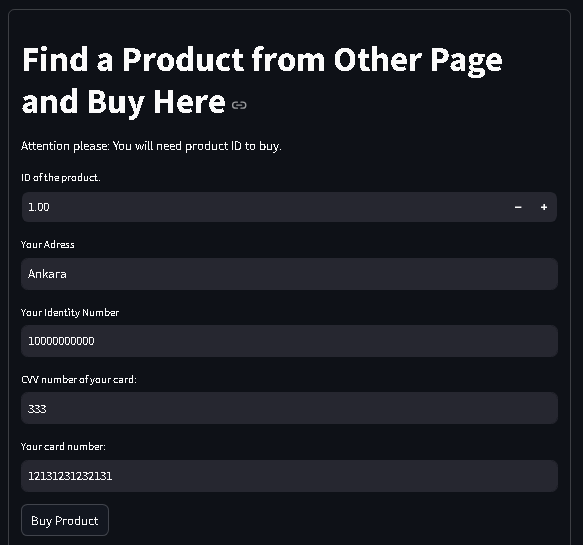 Find a Product from Other Page
and Buy Here
Attention please: You will need product ID to buy.
ID of the product.
1.00
Your Adress
Ankara
Your Identity Number
10000000000
CVV number of your card:
333
Your card number:
12131231232131
Buy Product